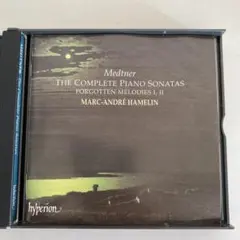 Medtner
THE COMPLETE PIANO SONATAS
FORGOTTEN MELODIES I, II
MARC-ANDRÉ HAMELIN
hyperion